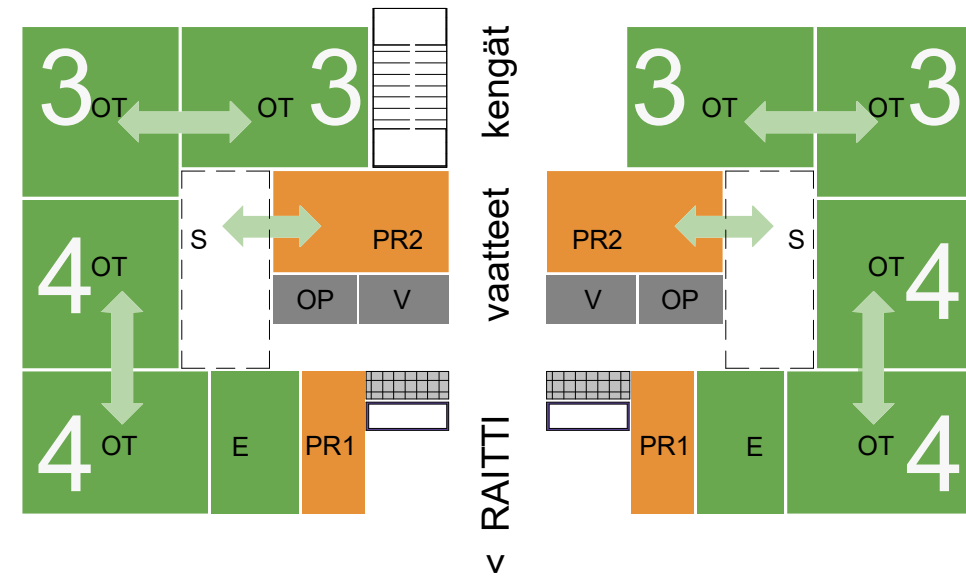 3 OT OT 3
3 OT OT 3
kengät
S PR2
PR2 S
4 OT
OT 4
vaatteet
OP V
V OP
4 OT E PR1
PR1 E OT 4
< RAITTI